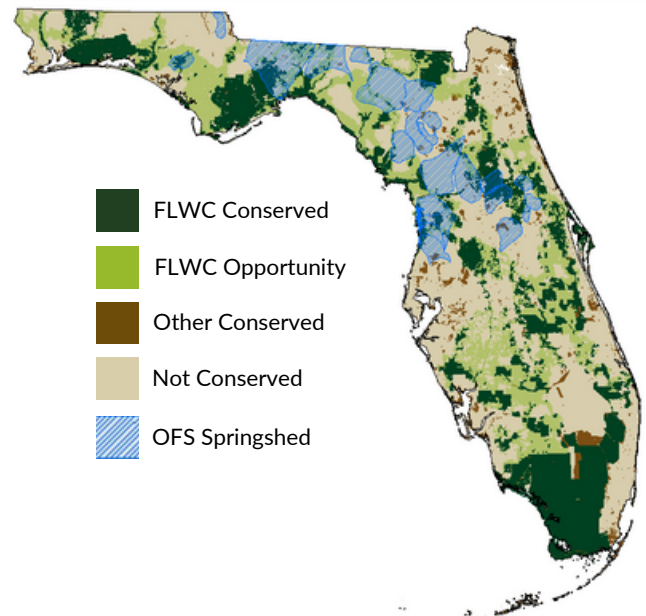 FLWC Conserved
FLWC Opportunity
Other Conserved
Not Conserved
OFS Springshed